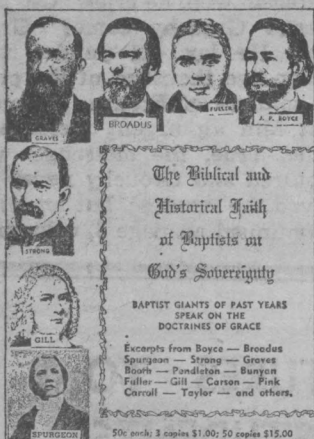 GRAVES
BROADUS
FULLER
J. P. BOYCE
STRONG
GILL
SPURGEON
The Biblical and
Historical Faith
of Baptists on
God's Sovereignty
BAPTIST GIANTS OF PAST YEARS
SPEAK ON THE
DOCTRINES OF GRACE
Excerpts from Boyce — Broadus
Spurgeon — Strong — Graves
Booth — Pendleton — Bunyan
Fuller — Gill — Carson — Pink
Carroll — Taylor — and others.
50c each; 3 copies $1.00; 50 copies $15.00